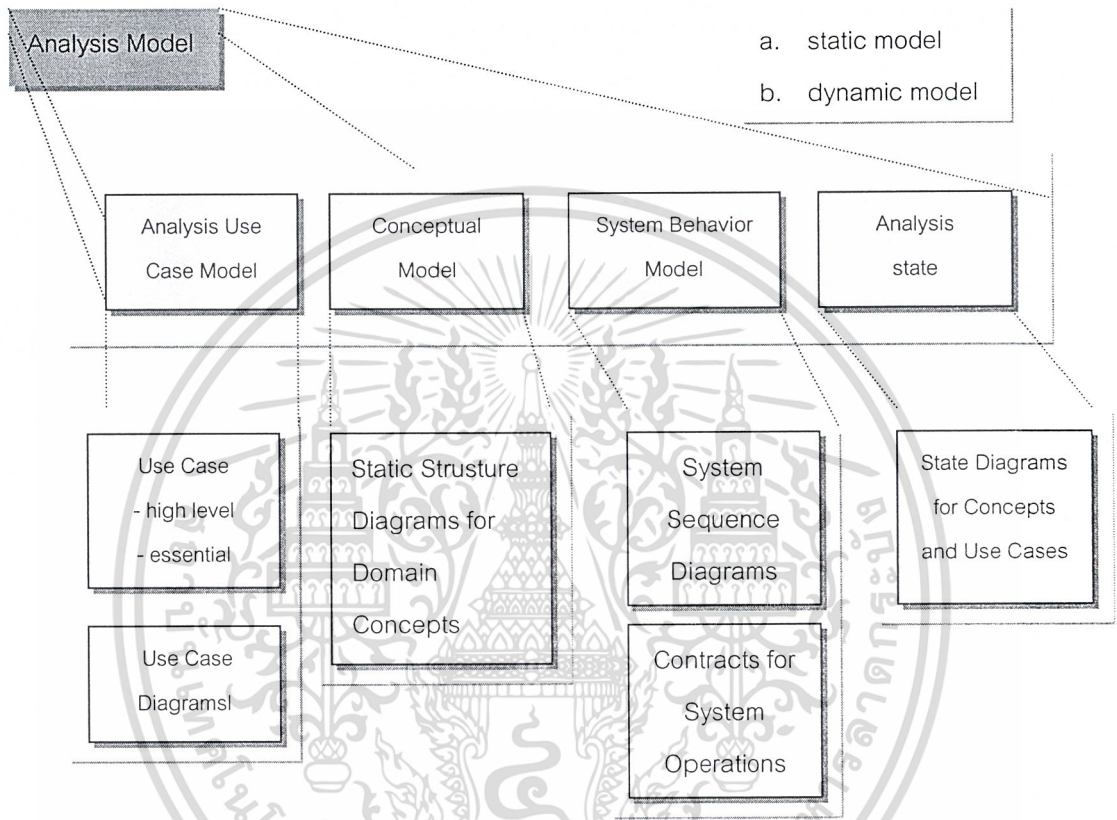 Analysis Model
a. static model
b. dynamic model
Analysis Use
Case Model
Conceptual
Model
System Behavior
Model
Analysis
state
Use Case
- high level
- essential
Static Strusture
Diagrams for
Domain
Concepts
System
Sequence
Diagrams
State Diagrams
for Concepts
and Use Cases
Use Case
Diagramsl
Contracts for
System
Operations